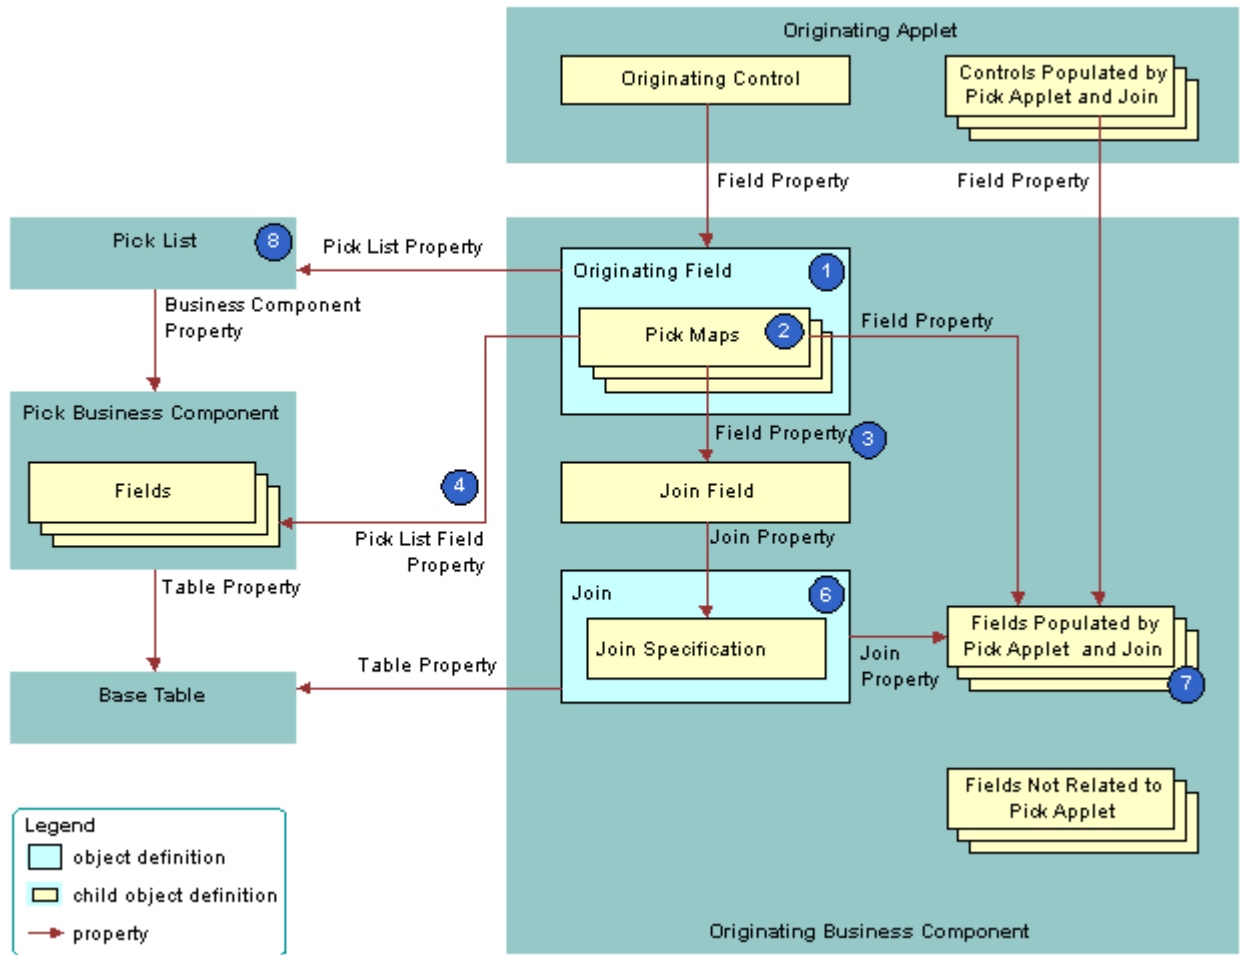 Originating Applet
Originating Control
Controls Populated by
Pick Applet and Join
Field Property
Field Property
Pick List
8
Pick List Property
Originating Field
1
Business Component
Property
Pick Maps
2
Field Property
Pick Business Component
Field Property
3
Fields
4
Join Field
Pick List Field
Property
Join Property
Table Property
Join
6
Join Specification
Fields Populated by
Pick Applet and Join
Join
Property
7
Table Property
Base Table
Fields Not Related to
Pick Applet
Legend
object definition
child object definition
property
Originating Business Component